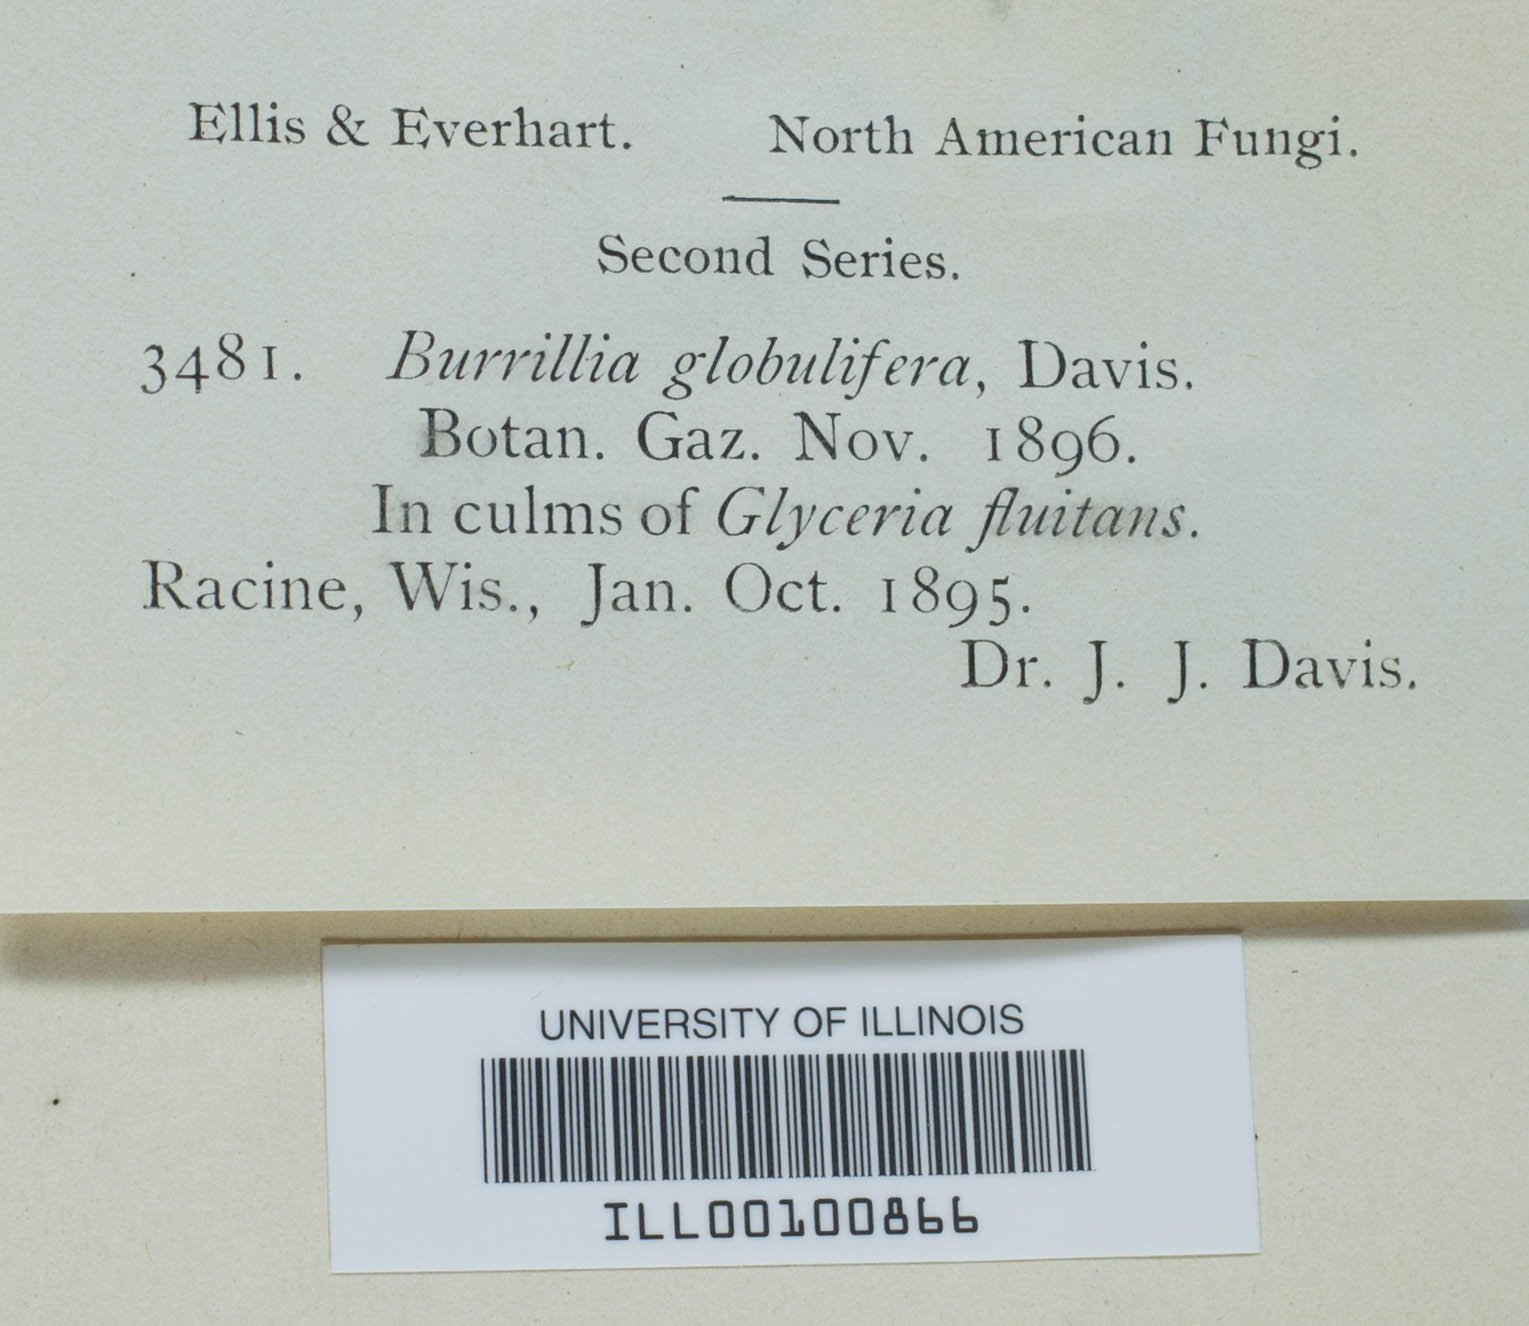 Ellis & Everhart. North American Fungi.
Second Series.
3481. Burrillia globulifera, Davis.
Botan. Gaz. Nov. 1896.
In culms of Glyceria fluitans.
Racine, Wis., Jan. Oct. 1895.
Dr. J. J. Davis.
UNIVERSITY OF ILLINOIS
ILL00100866